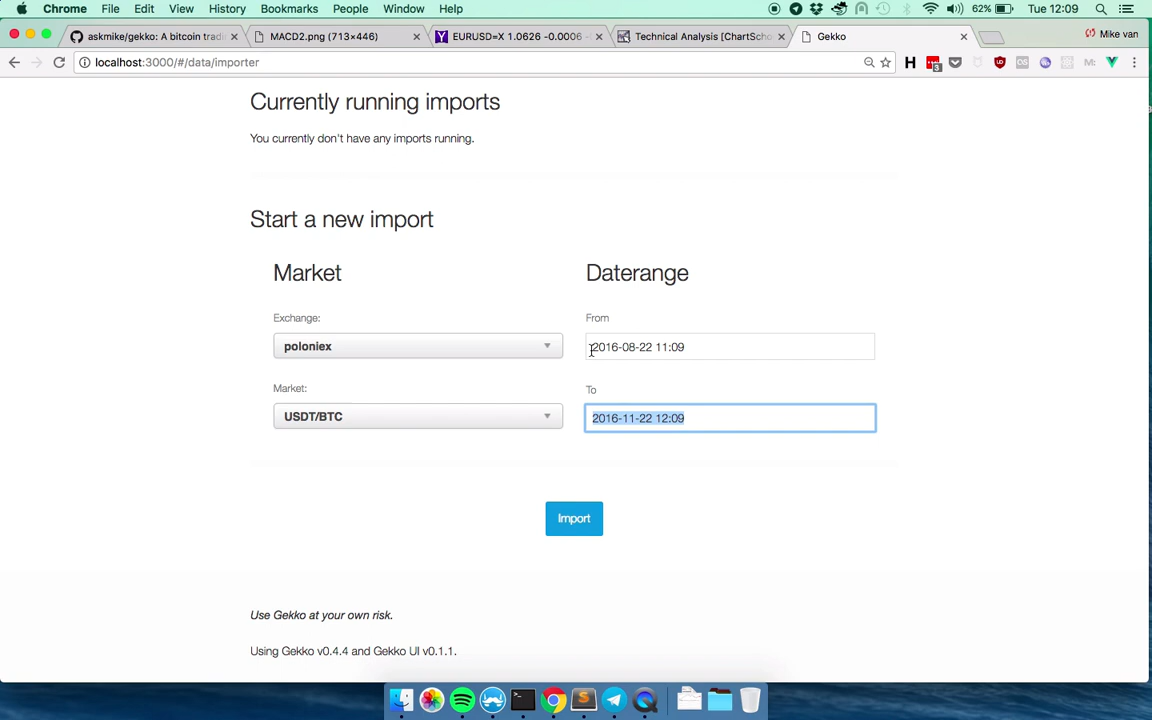 Chrome File Edit View History Bookmarks People Window Help 62% Tue 12:09
askmike/gekko: A bitcoin tradi
MACD2.png (713×446)
EURUSD=X 1.0626 -0.0006 -
Technical Analysis [ChartScho
Gekko
Mike van
localhost:3000/#/data/importer
Currently running imports
You currently don't have any imports running.
Start a new import
Market
Daterange
Exchange:
From
poloniex
2016-08-22 11:09
Market:
To
USDT/BTC
2016-11-22 12:09
Import
Use Gekko at your own risk.
Using Gekko v0.4.4 and Gekko UI v0.1.1.